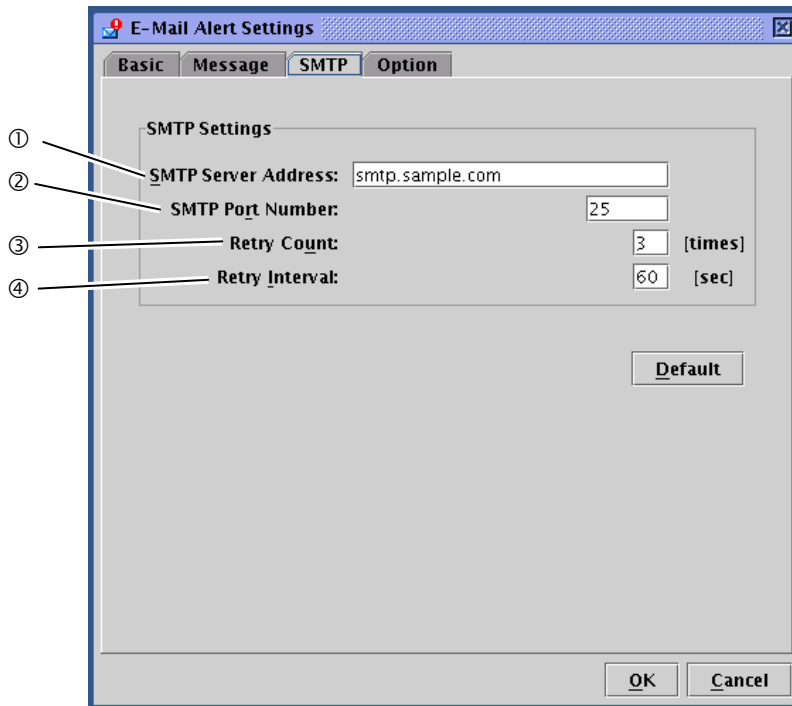 E-Mail Alert Settings
Basic Message SMTP Option
SMTP Settings
① SMTP Server Address: smtp.sample.com
② SMTP Port Number: 25
③ Retry Count: 3 [times]
④ Retry Interval: 60 [sec]
Default
OK Cancel